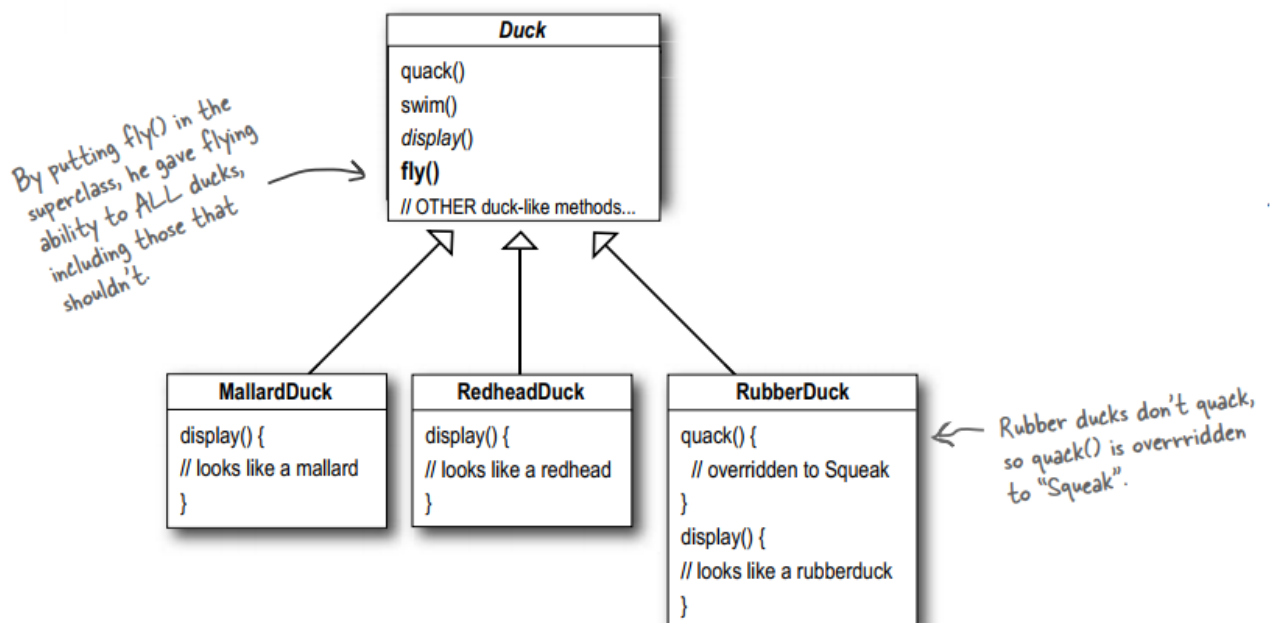 Duck
quack()
swim()
display()
fly()
// OTHER duck-like methods...
By putting fly() in the
superclass, he gave flying
ability to ALL ducks,
including those that
shouldn't.
MallardDuck
display() {
// looks like a mallard
}
RedheadDuck
display() {
// looks like a redhead
}
RubberDuck
quack() {
// overridden to Squeak
}
display() {
// looks like a rubberduck
}
Rubber ducks don't quack,
so quack() is overrridden
to "Squeak".